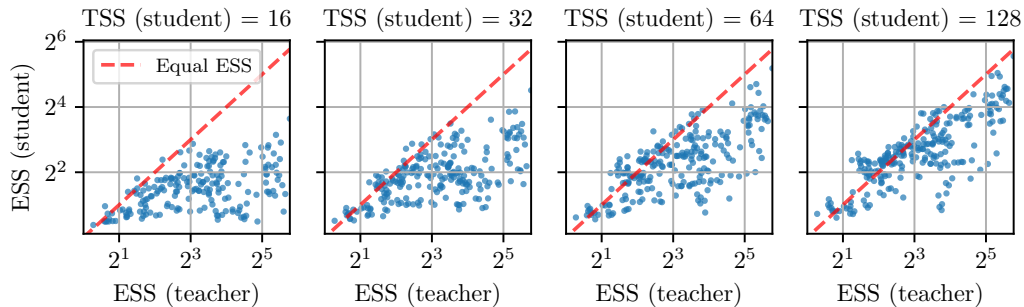 TSS (student) = 16
TSS (student) = 32
TSS (student) = 64
TSS (student) = 128
ESS (student)
2^6
2^4
2^2
Equal ESS
2^1 2^3 2^5
2^1 2^3 2^5
2^1 2^3 2^5
2^1 2^3 2^5
ESS (teacher)
ESS (teacher)
ESS (teacher)
ESS (teacher)